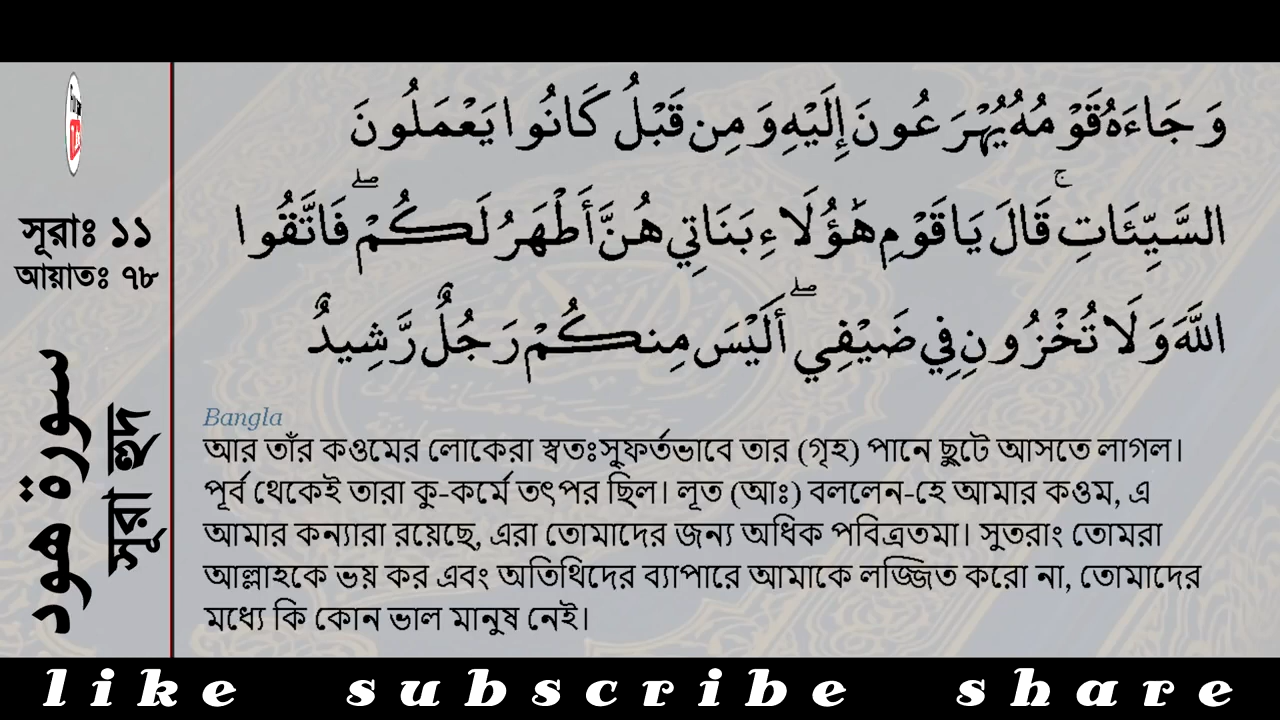 وَجَاءَهُ قَوْمُهُ يُهْرَعُونَ إِلَيْهِ وَمِن قَبْلُ كَانُوا يَعْمَلُونَ
السَّيِّئَاتِ ۚ قَالَ يَا قَوْمِ هَٰؤُلَاءِ بَنَاتِي هُنَّ أَطْهَرُ لَكُمْ ۖ فَاتَّقُوا
اللَّهَ وَلَا تُخْزُونِ فِي ضَيْفِي ۖ أَلَيْسَ مِنكُمْ رَجُلٌ رَّشِيدٌ
সূরাঃ ১১
আয়াতঃ ৭৮
سورة هود
সূরা হুদ
Bangla
আর তাঁর কওমের লোকেরা স্বতঃসুফর্তভাবে তার (গৃহ) পানে ছুটে আসতে লাগল।
পূর্ব থেকেই তারা কু-কর্মে তৎপর ছিল। লূত (আঃ) বললেন-হে আমার কওম, এ
আমার কন্যারা রয়েছে, এরা তোমাদের জন্য অধিক পবিত্রতমা। সুতরাং তোমরা
আল্লাহকে ভয় কর এবং অতিথিদের ব্যাপারে আমাকে লজ্জিত করো না, তোমাদের
মধ্যে কি কোন ভাল মানুষ নেই।
like subscribe share